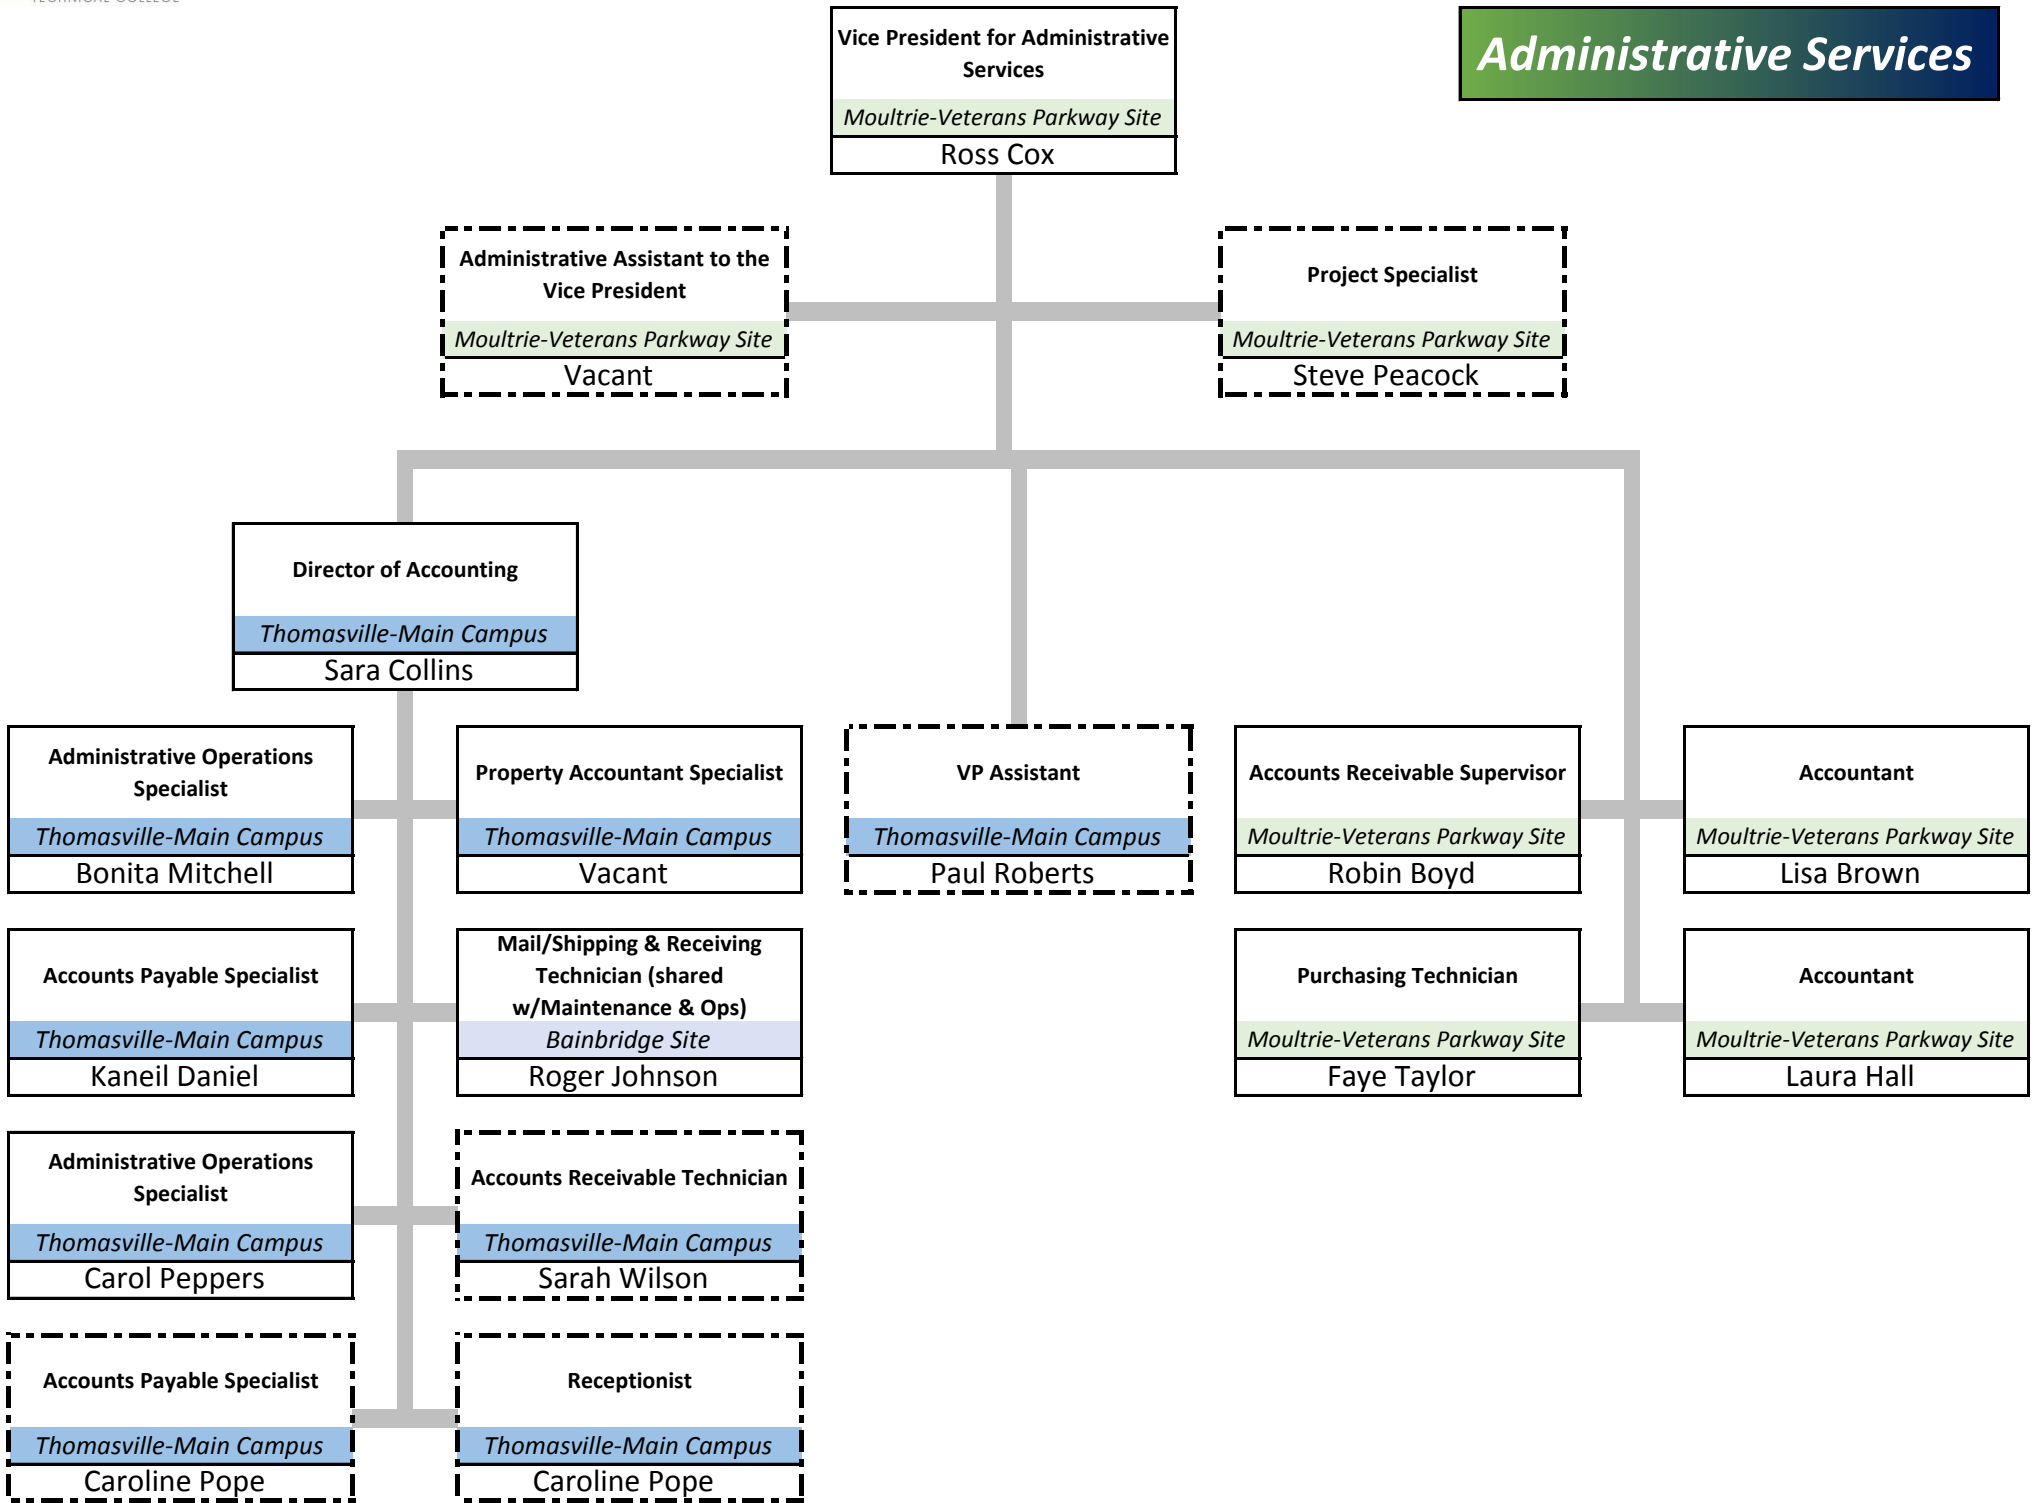 TECHNICAL COLLEGE
Administrative Services
Vice President for Administrative
Services
Moultrie-Veterans Parkway Site
Ross Cox
Administrative Assistant to the
Vice President
Moultrie-Veterans Parkway Site
Vacant
Project Specialist
Moultrie-Veterans Parkway Site
Steve Peacock
Director of Accounting
Thomasville-Main Campus
Sara Collins
Administrative Operations
Specialist
Thomasville-Main Campus
Bonita Mitchell
Property Accountant Specialist
Thomasville-Main Campus
Vacant
VP Assistant
Thomasville-Main Campus
Paul Roberts
Accounts Receivable Supervisor
Moultrie-Veterans Parkway Site
Robin Boyd
Accountant
Moultrie-Veterans Parkway Site
Lisa Brown
Accounts Payable Specialist
Thomasville-Main Campus
Kaneil Daniel
Mail/Shipping & Receiving
Technician (shared
w/Maintenance & Ops)
Bainbridge Site
Roger Johnson
Purchasing Technician
Moultrie-Veterans Parkway Site
Faye Taylor
Accountant
Moultrie-Veterans Parkway Site
Laura Hall
Administrative Operations
Specialist
Thomasville-Main Campus
Carol Peppers
Accounts Receivable Technician
Thomasville-Main Campus
Sarah Wilson
Accounts Payable Specialist
Thomasville-Main Campus
Caroline Pope
Receptionist
Thomasville-Main Campus
Caroline Pope